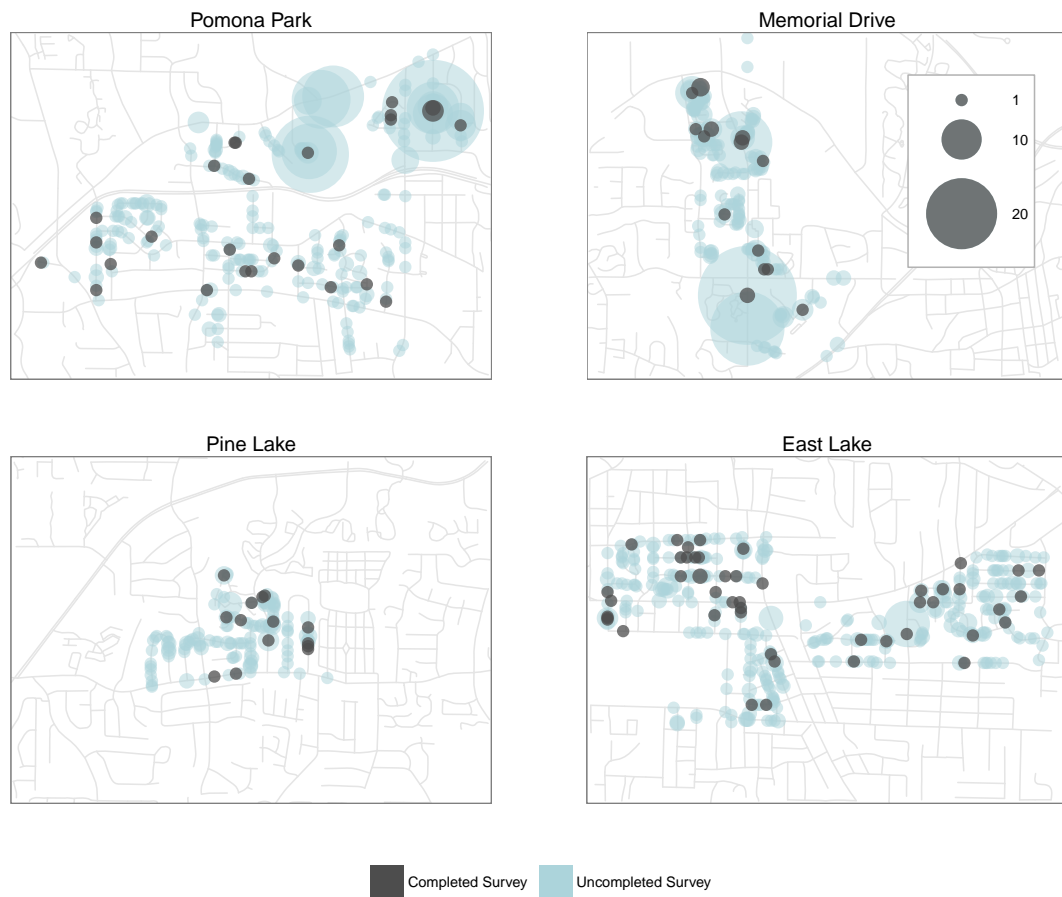 Pomona Park
Memorial Drive
1
10
20
Pine Lake
East Lake
Completed Survey
Uncompleted Survey